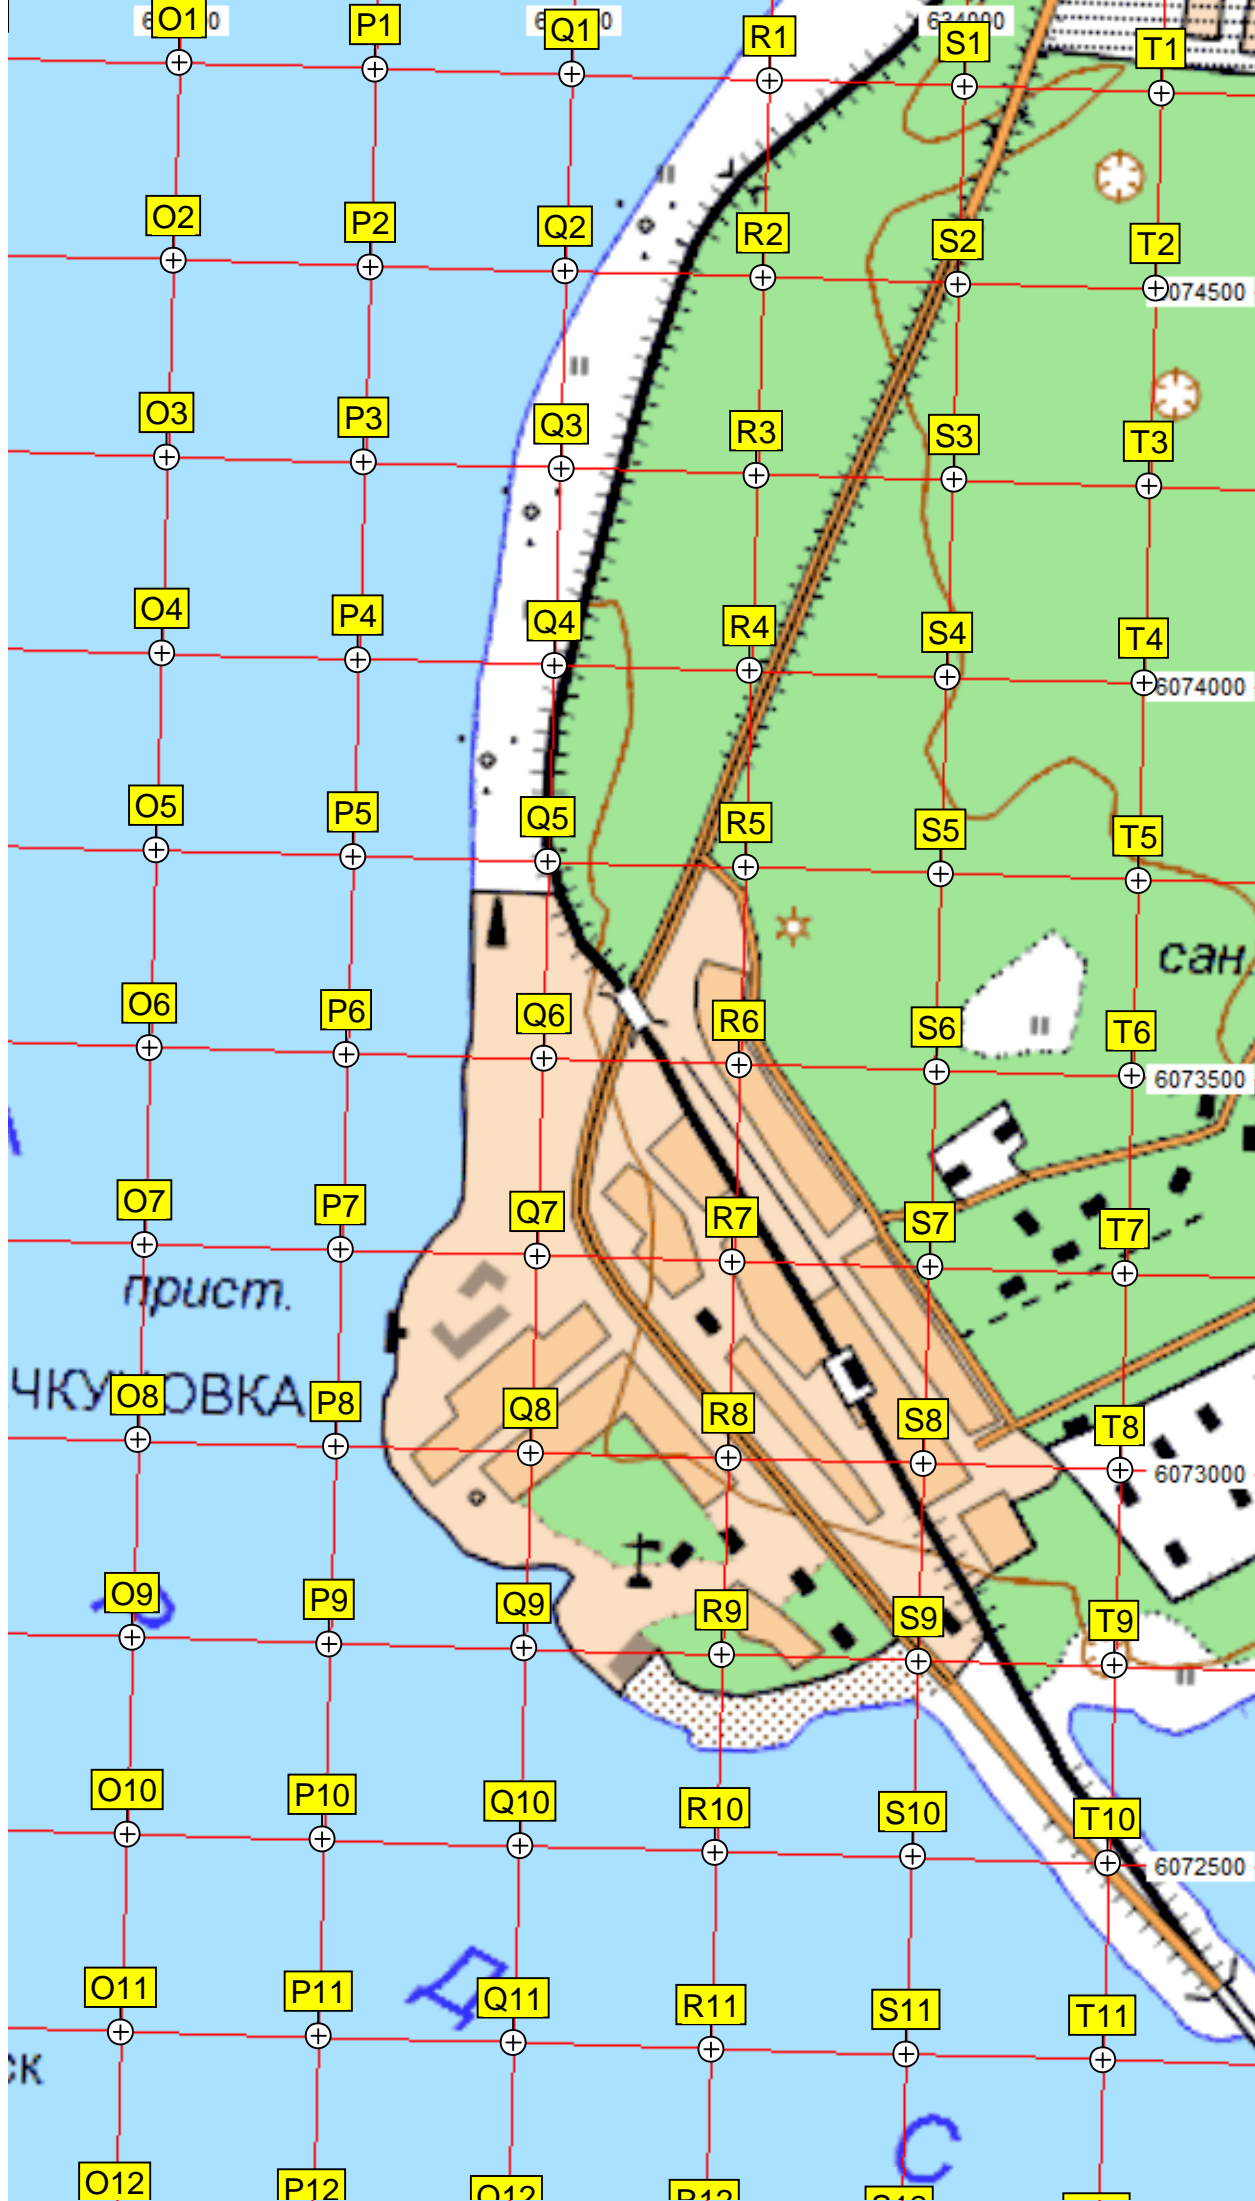 O1 P1 Q1 R1 634000 S1 T1
O2 P2 Q2 R2 S2 T2
6074500
O3 P3 Q3 R3 S3 T3
O4 P4 Q4 R4 S4 T4
6074000
O5 P5 Q5 R5 S5 T5
сан.
O6 P6 Q6 R6 S6 T6
6073500
O7 P7 Q7 R7 S7 T7
прист.
O8 P8 Q8 R8 S8 T8
6073000
O9 P9 Q9 R9 S9 T9
O10 P10 Q10 R10 S10 T10
6072500
Д
O11 P11 Q11 R11 S11 T11
С
O12 P12 Q12 R12